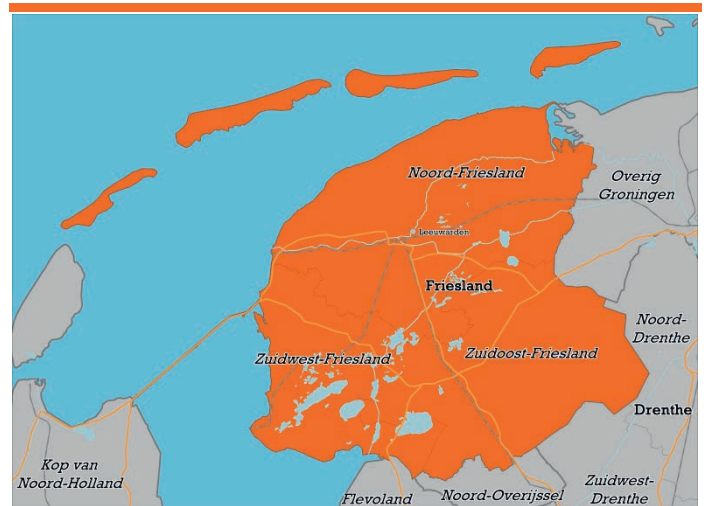 Noord-Friesland
Overig
Groningen
Leeuwarden
Friesland
Noord-
Drenthe
Zuidwest-Friesland
Zuidoost-Friesland
Drenthe
Kop van
Noord-Holland
Flevoland
Noord-Overijssel
Zuidwest-
Drenthe